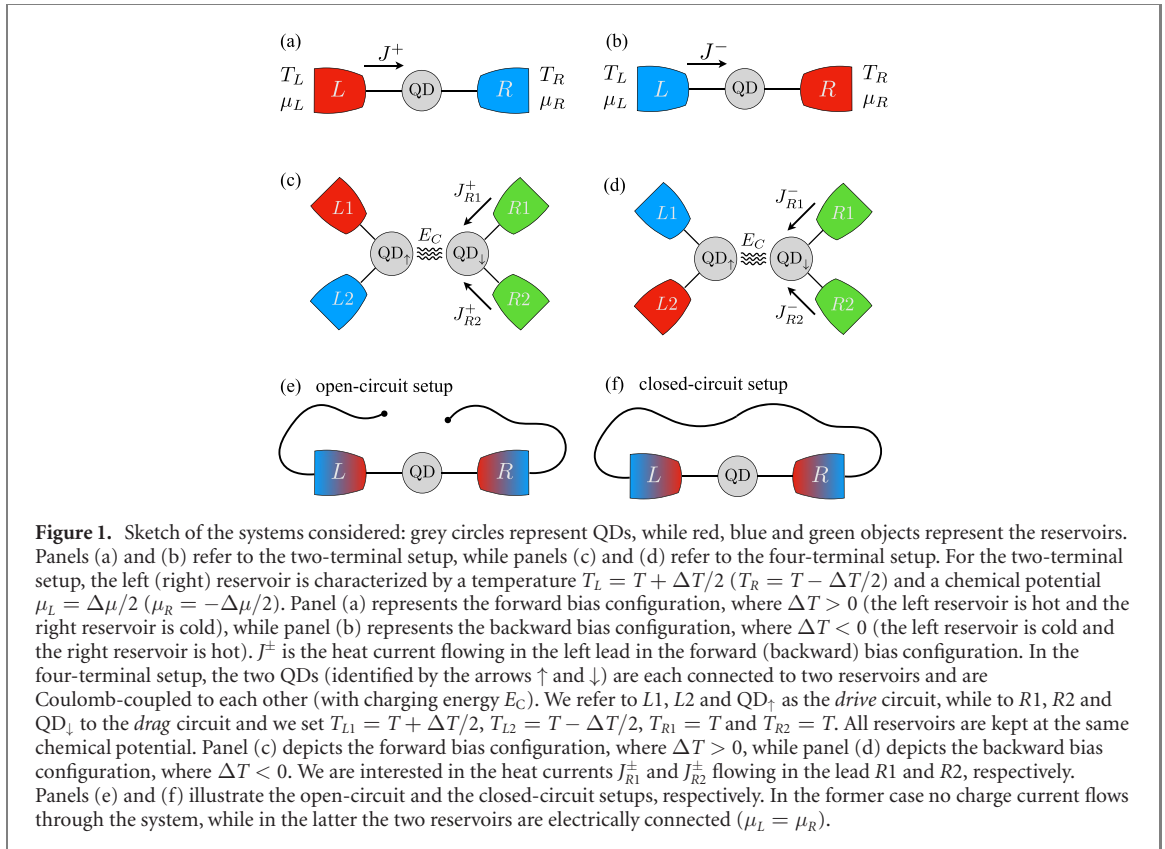 (a)
J⁺
T_L
μ_L
L
QD
R
T_R
μ_R
(b)
J⁻
T_L
μ_L
L
QD
R
T_R
μ_R
(c)
L1
L2
QD↑
E_C
QD↓
R1
R2
J⁺_{R1}
J⁺_{R2}
(d)
L1
L2
QD↑
E_C
QD↓
R1
R2
J⁻_{R1}
J⁻_{R2}
(e) open-circuit setup
L
QD
R
(f) closed-circuit setup
L
QD
R
Figure 1. Sketch of the systems considered: grey circles represent QDs, while red, blue and green objects represent the reservoirs.
Panels (a) and (b) refer to the two-terminal setup, while panels (c) and (d) refer to the four-terminal setup. For the two-terminal
setup, the left (right) reservoir is characterized by a temperature T_L = T + ΔT/2 (T_R = T − ΔT/2) and a chemical potential
μ_L = Δμ/2 (μ_R = −Δμ/2). Panel (a) represents the forward bias configuration, where ΔT > 0 (the left reservoir is hot and the
right reservoir is cold), while panel (b) represents the backward bias configuration, where ΔT < 0 (the left reservoir is cold and
the right reservoir is hot). J^± is the heat current flowing in the left lead in the forward (backward) bias configuration. In the
four-terminal setup, the two QDs (identified by the arrows ↑ and ↓) are each connected to two reservoirs and are
Coulomb-coupled to each other (with charging energy E_C). We refer to L1, L2 and QD↑ as the drive circuit, while to R1, R2 and
QD↓ to the drag circuit and we set T_{L1} = T + ΔT/2, T_{L2} = T − ΔT/2, T_{R1} = T and T_{R2} = T. All reservoirs are kept at the same
chemical potential. Panel (c) depicts the forward bias configuration, where ΔT > 0, while panel (d) depicts the backward bias
configuration, where ΔT < 0. We are interested in the heat currents J^±_{R1} and J^±_{R2} flowing in the lead R1 and R2, respectively.
Panels (e) and (f) illustrate the open-circuit and the closed-circuit setups, respectively. In the former case no charge current flows
through the system, while in the latter the two reservoirs are electrically connected (μ_L = μ_R).